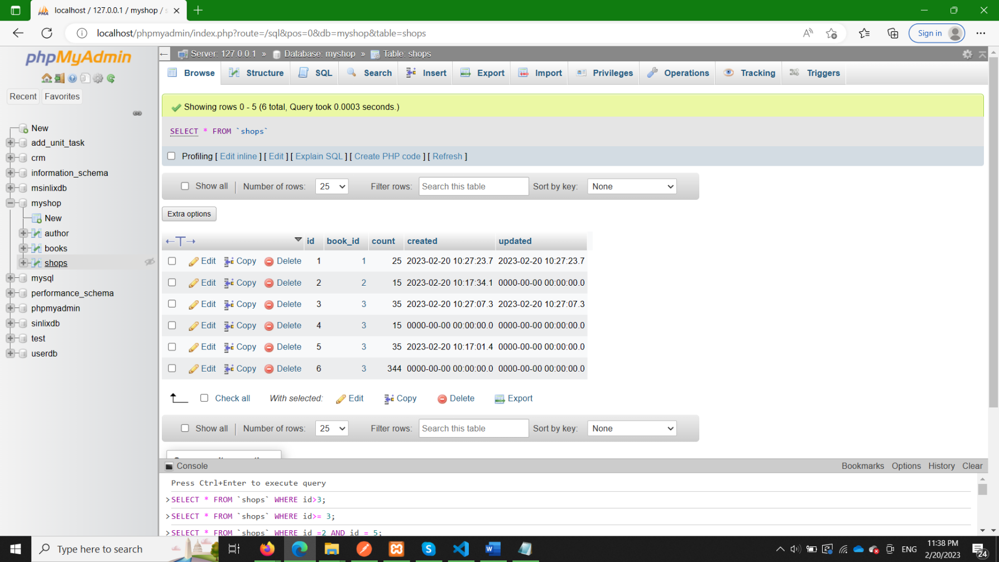 localhost / 127.0.0.1 / myshop / s
localhost/phpmyadmin/index.php?route=/sql&pos=0&db=myshop&table=shops
Sign in
phpMyAdmin
Recent Favorites
New
add_unit_task
crm
information_schema
msinlixdb
myshop
New
author
books
shops
mysql
performance_schema
phpmyadmin
sinlixdb
test
userdb
Server: 127.0.0.1 » Database: myshop » Table: shops
Browse Structure SQL Search Insert Export Import Privileges Operations Tracking Triggers
Showing rows 0 - 5 (6 total, Query took 0.0003 seconds.)
SELECT * FROM `shops`
Profiling [ Edit inline ] [ Edit ] [ Explain SQL ] [ Create PHP code ] [ Refresh ]
Show all Number of rows: 25 Filter rows: Search this table Sort by key: None
Extra options
id book_id count created updated
Edit Copy Delete 1 1 25 2023-02-20 10:27:23.7 2023-02-20 10:27:23.7
Edit Copy Delete 2 2 15 2023-02-20 10:17:34.1 0000-00-00 00:00:00.0
Edit Copy Delete 3 3 35 2023-02-20 10:27:07.3 2023-02-20 10:27:07.3
Edit Copy Delete 4 3 15 0000-00-00 00:00:00.0 0000-00-00 00:00:00.0
Edit Copy Delete 5 3 35 2023-02-20 10:17:01.4 0000-00-00 00:00:00.0
Edit Copy Delete 6 3 344 0000-00-00 00:00:00.0 0000-00-00 00:00:00.0
Check all With selected: Edit Copy Delete Export
Show all Number of rows: 25 Filter rows: Search this table Sort by key: None
Console Bookmarks Options History Clear
Press Ctrl+Enter to execute query
>SELECT * FROM `shops` WHERE id>3;
>SELECT * FROM `shops` WHERE id>= 3;
>SELECT * FROM `shops` WHERE id =2 AND id = 5;
Type here to search
ENG
11:38 PM
2/20/2023
24